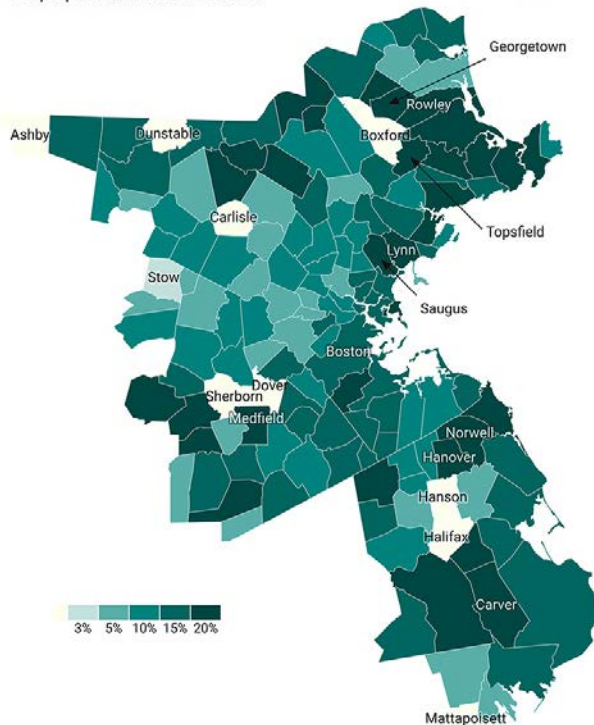 Georgetown
Rowley
Boxford
Ashby
Dunstable
Topsfield
Carlisle
Lynn
Stow
Saugus
Boston
Dover
Sherborn
Medfield
Norwell
Hanover
Hanson
Halifax
Carver
3% 5% 10% 15% 20%
Mattapoisett